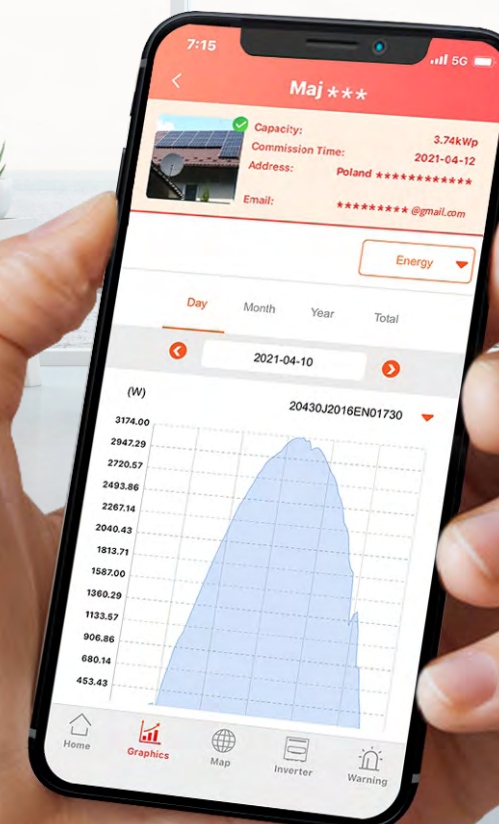 7:15 5G
Maj ***
Capacity: 3.74kWp
Commission Time: 2021-04-12
Address: Poland ************
Email: ********* @gmail.com
Energy
Day Month Year Total
2021-04-10
(W) 20430J2016EN01730
3174.00
2947.29
2720.57
2493.86
2267.14
2040.43
1813.71
1587.00
1360.29
1133.57
906.86
680.14
453.43
Home Graphics Map Inverter Warning